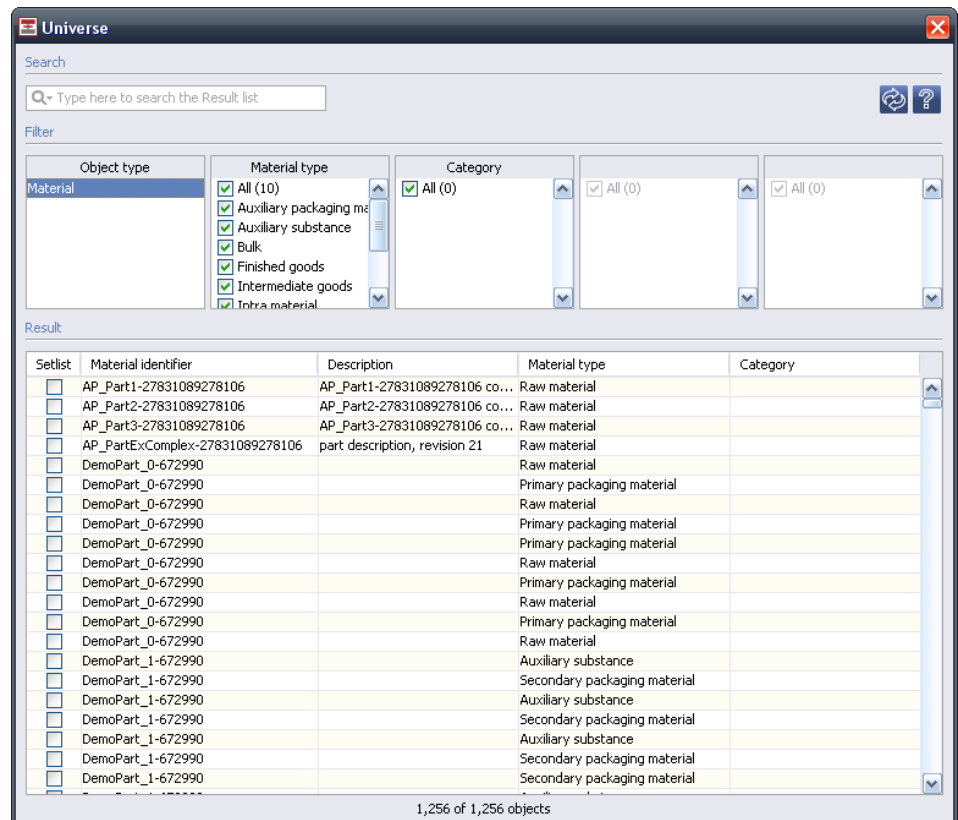 Universe
Search
Type here to search the Result list
Filter
Object type Material type Category
Material All (10) All (0) All (0) All (0)
Auxiliary packaging ma
Auxiliary substance
Bulk
Finished goods
Intermediate goods
Intra material
Result
Setlist Material identifier Description Material type Category
AP_Part1-27831089278106 AP_Part1-27831089278106 co... Raw material
AP_Part2-27831089278106 AP_Part2-27831089278106 co... Raw material
AP_Part3-27831089278106 AP_Part3-27831089278106 co... Raw material
AP_PartExComplex-27831089278106 part description, revision 21 Raw material
DemoPart_0-672990 Raw material
DemoPart_0-672990 Primary packaging material
DemoPart_0-672990 Raw material
DemoPart_0-672990 Primary packaging material
DemoPart_0-672990 Primary packaging material
DemoPart_0-672990 Raw material
DemoPart_0-672990 Primary packaging material
DemoPart_0-672990 Raw material
DemoPart_0-672990 Primary packaging material
DemoPart_0-672990 Raw material
DemoPart_1-672990 Auxiliary substance
DemoPart_1-672990 Secondary packaging material
DemoPart_1-672990 Auxiliary substance
DemoPart_1-672990 Secondary packaging material
DemoPart_1-672990 Auxiliary substance
DemoPart_1-672990 Secondary packaging material
DemoPart_1-672990 Secondary packaging material
1,256 of 1,256 objects